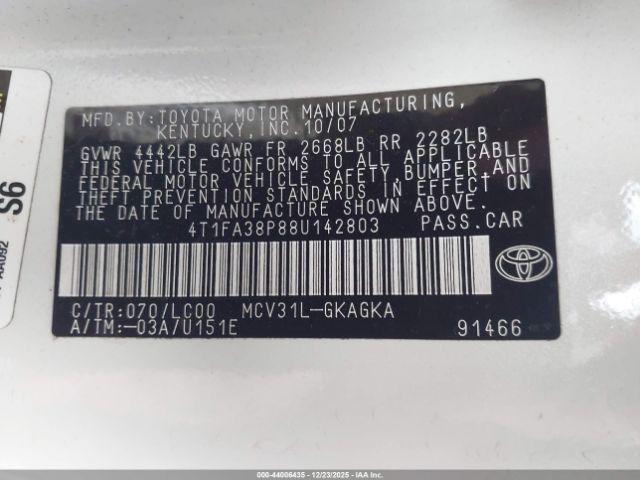 MFD.BY:TOYOTA MOTOR MANUFACTURING,
KENTUCKY, INC. 10/07
GVWR 4442LB GAWR FR 2668LB RR 2282LB
THIS VEHICLE CONFORMS TO ALL APPLICABLE
FEDERAL MOTOR VEHICLE SAFETY, BUMPER, AND
THEFT PREVENTION STANDARDS IN EFFECT ON
THE DATE OF MANUFACTURE SHOWN ABOVE.
4T1FA38P88U142803 PASS.CAR
C/TR:070/LC00 MCV31L-GKAGKA
A/TM:-03A/U151E 91466
S6
AA092
000-44006435 - 12/23/2025 - IAAI.COM